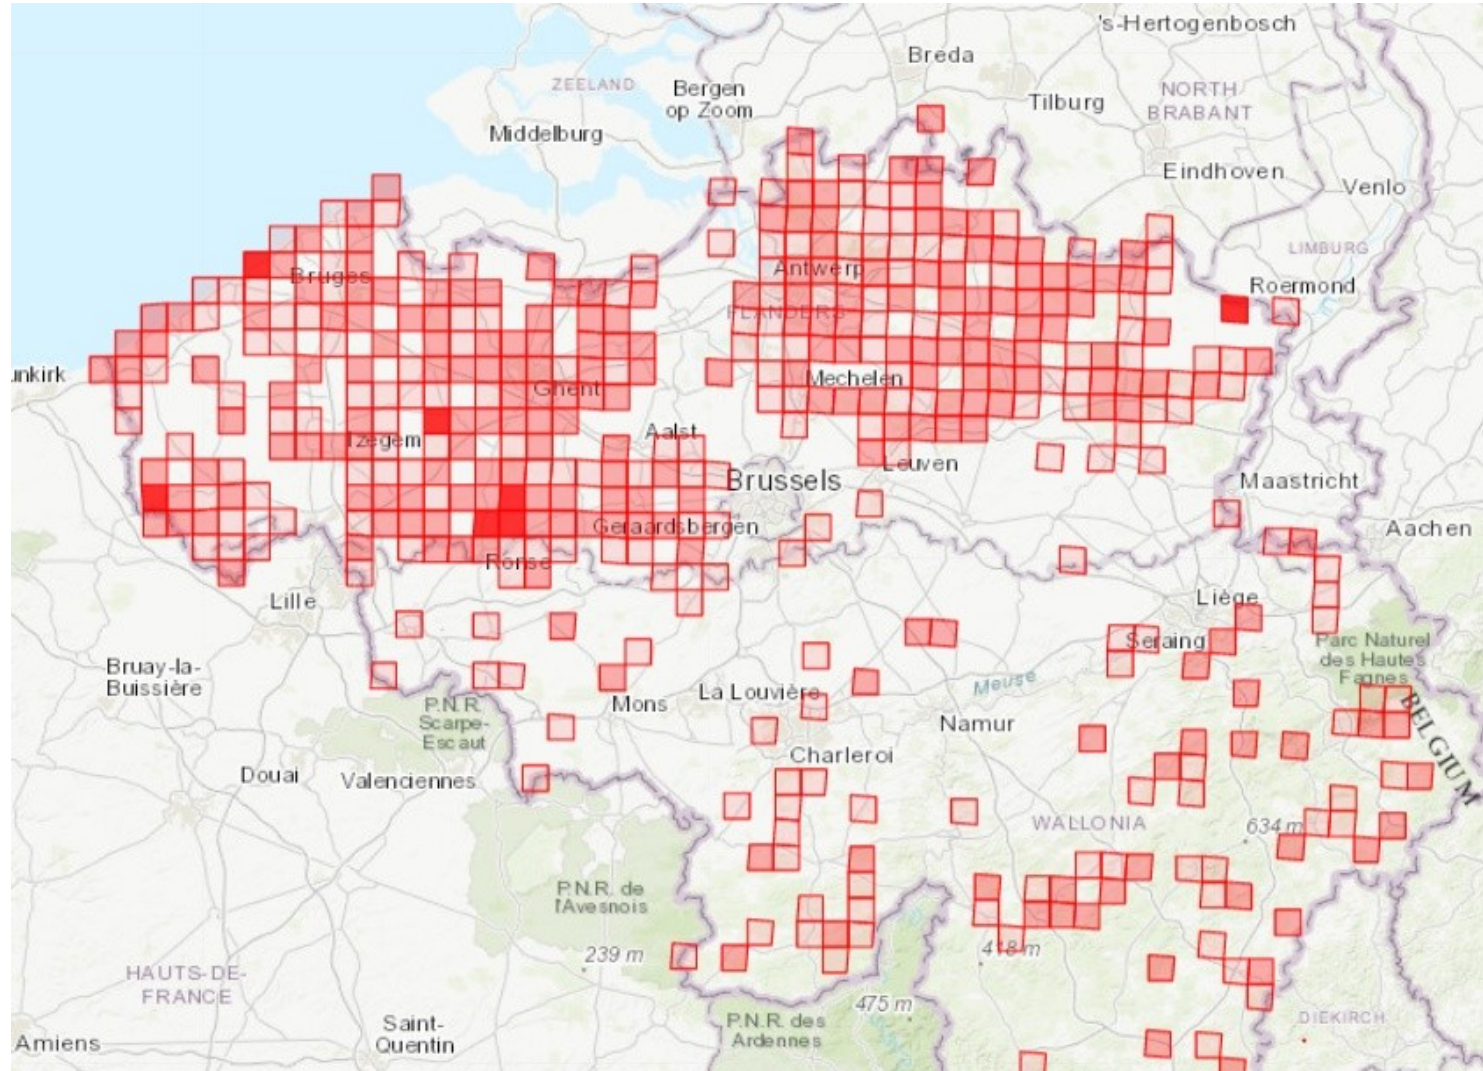 's-Hertogenbosch
Breda
ZEELAND
Bergen
op Zoom
Tilburg
NORTH
BRABANT
Middelburg
Eindhoven
Venlo
LIMBURG
Antwerp
Bruges
Roermond
FLANDERS
unkirk
Mechelen
Ghent
Izegem
Aalst
Leuven
Brussels
Maastricht
Geraardsbergen
Aachen
Ronse
Lille
Liège
Seraing
Parc Naturel
des Hautes
Fagnes
Bruay-la-
Buissière
Meuse
La Louvière
Mons
P.N.R.
Scarpe-
Escaut
Namur
BELGIUM
Charleroi
Douai
Valenciennes
WALLONIA
634 m
P.N.R. de
l'Avesnois
239 m
418 m
HAUTS-DE-
FRANCE
475 m
Saint-
Quentin
P.N.R. des
Ardennes
DIEKIRCH
Amiens